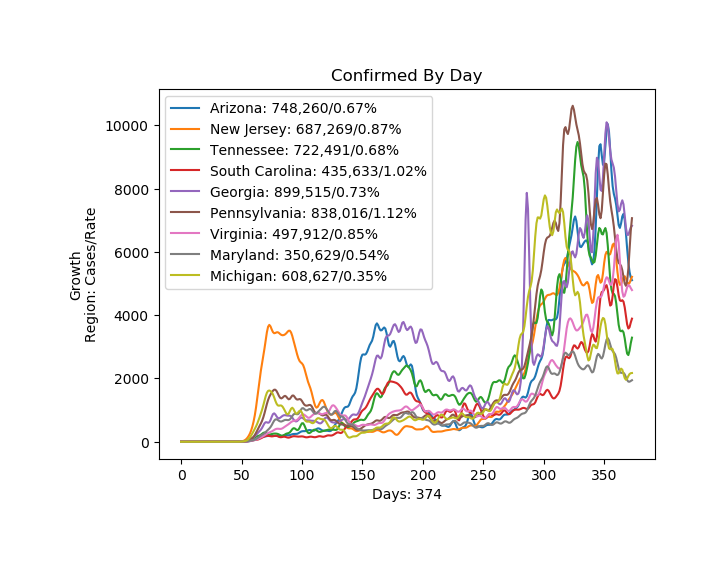 Confirmed By Day
Arizona: 748,260/0.67%
New Jersey: 687,269/0.87%
Tennessee: 722,491/0.68%
South Carolina: 435,633/1.02%
Georgia: 899,515/0.73%
Pennsylvania: 838,016/1.12%
Virginia: 497,912/0.85%
Maryland: 350,629/0.54%
Michigan: 608,627/0.35%
Growth
Region: Cases/Rate
10000
8000
6000
4000
2000
0
0 50 100 150 200 250 300 350
Days: 374